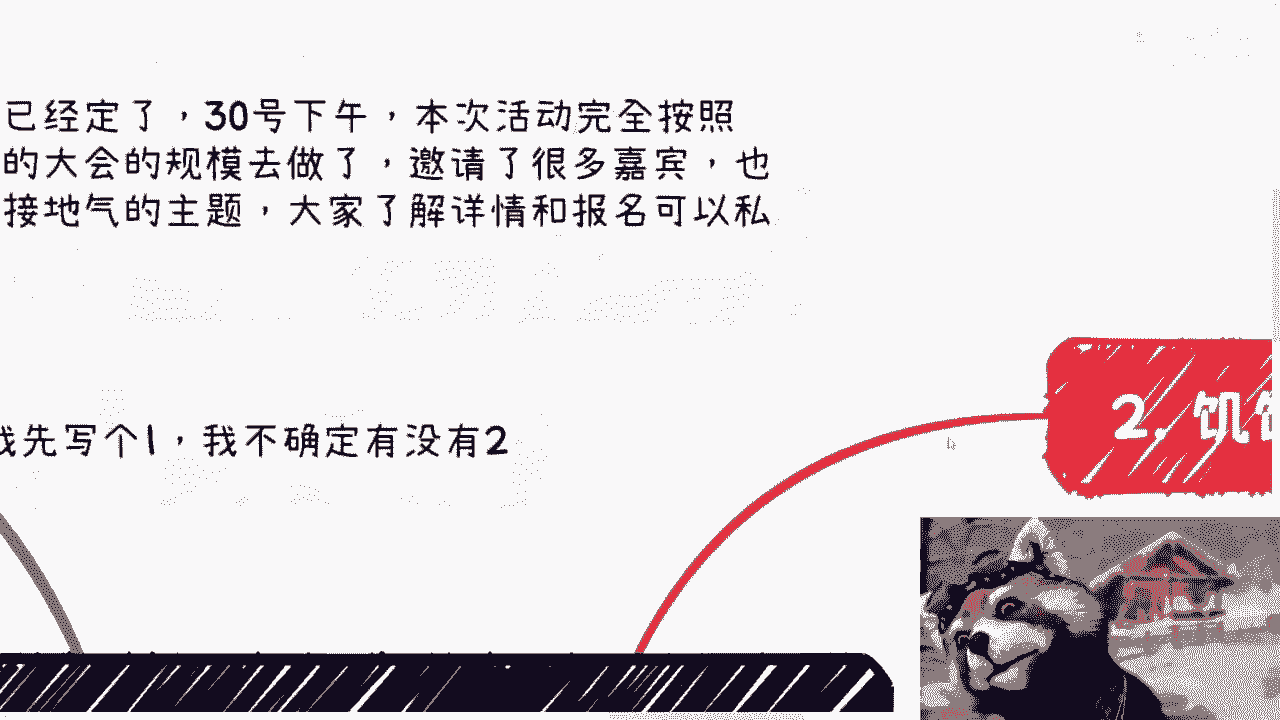 已经定了，30号下午，本次活动完全按照
的大会的规模去做了，邀请了很多嘉宾，也
接地气的主题，大家了解详情和报名可以私
我先写个1，我不确定有没有2
2. 饥